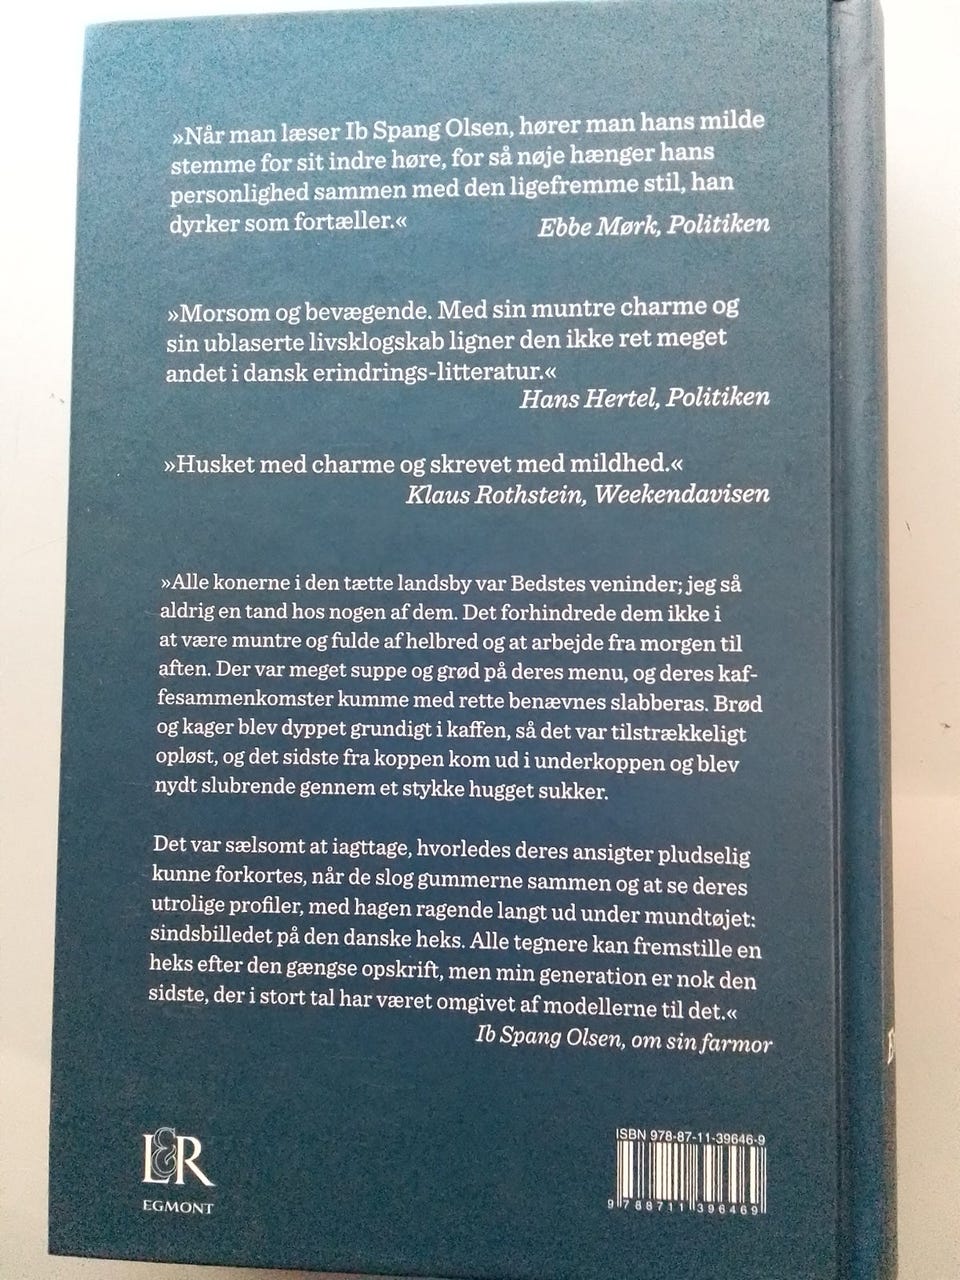 »Når man læser Ib Spang Olsen, hører man hans milde
stemme for sit indre høre, for så nøje hænger hans
personlighed sammen med den ligefremme stil, han
dyrker som fortæller.«
Ebbe Mørk, Politiken
»Morsom og bevægende. Med sin muntre charme og
sin ublaserte livsklogskab ligner den ikke ret meget
andet i dansk erindrings-litteratur.«
Hans Hertel, Politiken
»Husket med charme og skrevet med mildhed.«
Klaus Rothstein, Weekendavisen
»Alle konerne i den tætte landsby var Bedstes veninder; jeg så
aldrig en tand hos nogen af dem. Det forhindrede dem ikke i
at være muntre og fulde af helbred og at arbejde fra morgen til
aften. Der var meget suppe og grød på deres menu, og deres kaf-
fesammenkomster kumme med rette benævnes slabberas. Brød
og kager blev dyppet grundigt i kaffen, så det var tilstrækkeligt
opløst, og det sidste fra koppen kom ud i underkoppen og blev
nydt slubrende gennem et stykke hugget sukker.
Det var sælsomt at iagttage, hvorledes deres ansigter pludselig
kunne forkortes, når de slog gummerne sammen og at se deres
utrolige profiler, med hagen ragende langt ud under mundtøjet:
sindsbilledet på den danske heks. Alle tegnere kan fremstille en
heks efter den gængse opskrift, men min generation er nok den
sidste, der i stort tal har været omgivet af modellerne til det.«
Ib Spang Olsen, om sin farmor
L&R
EGMONT
ISBN 978-87-11-39646-9
9 788711 396469